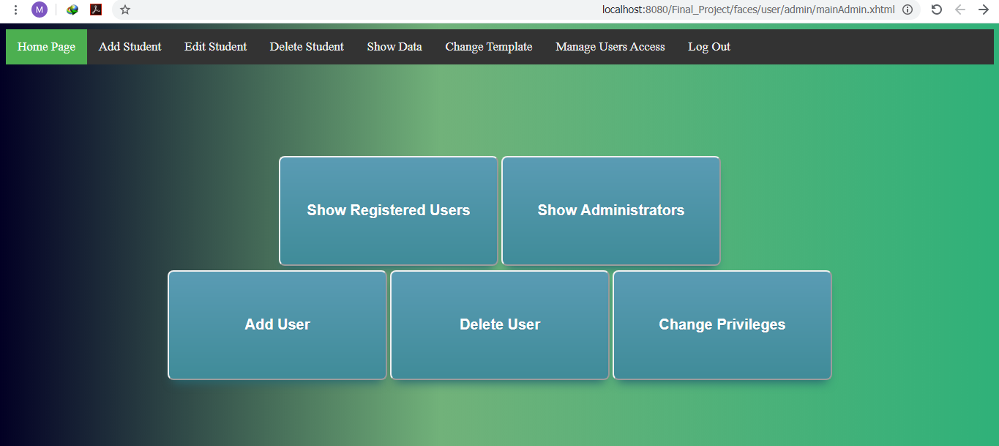 M localhost:8080/Final_Project/faces/user/admin/mainAdmin.xhtml
Home Page Add Student Edit Student Delete Student Show Data Change Template Manage Users Access Log Out
Show Registered Users Show Administrators
Add User Delete User Change Privileges